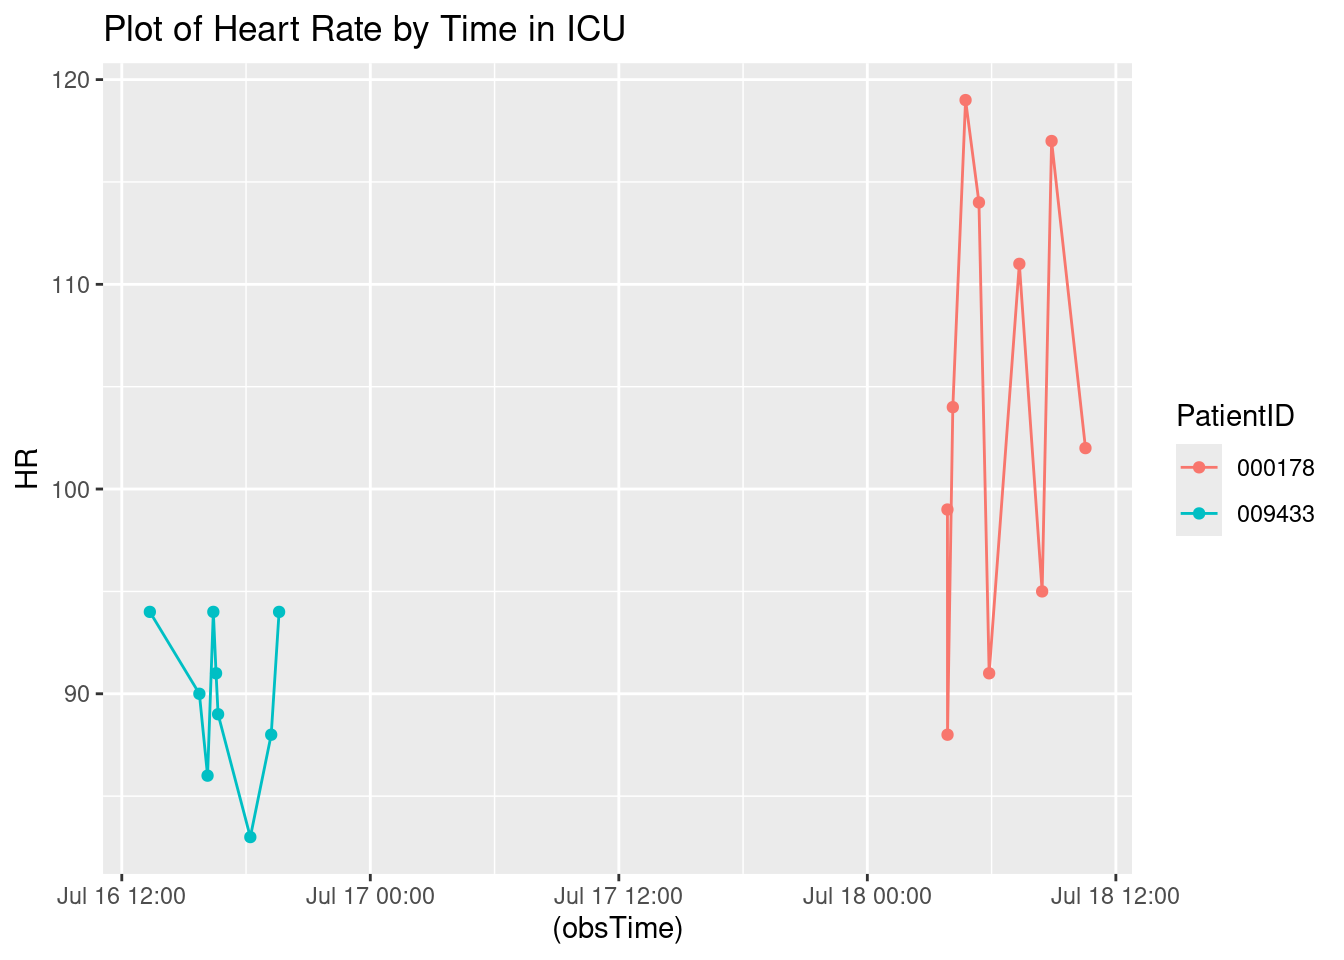 Plot of Heart Rate by Time in ICU
120
110
100
90
HR
Jul 16 12:00
Jul 17 00:00
Jul 17 12:00
Jul 18 00:00
Jul 18 12:00
(obsTime)
PatientID
000178
009433